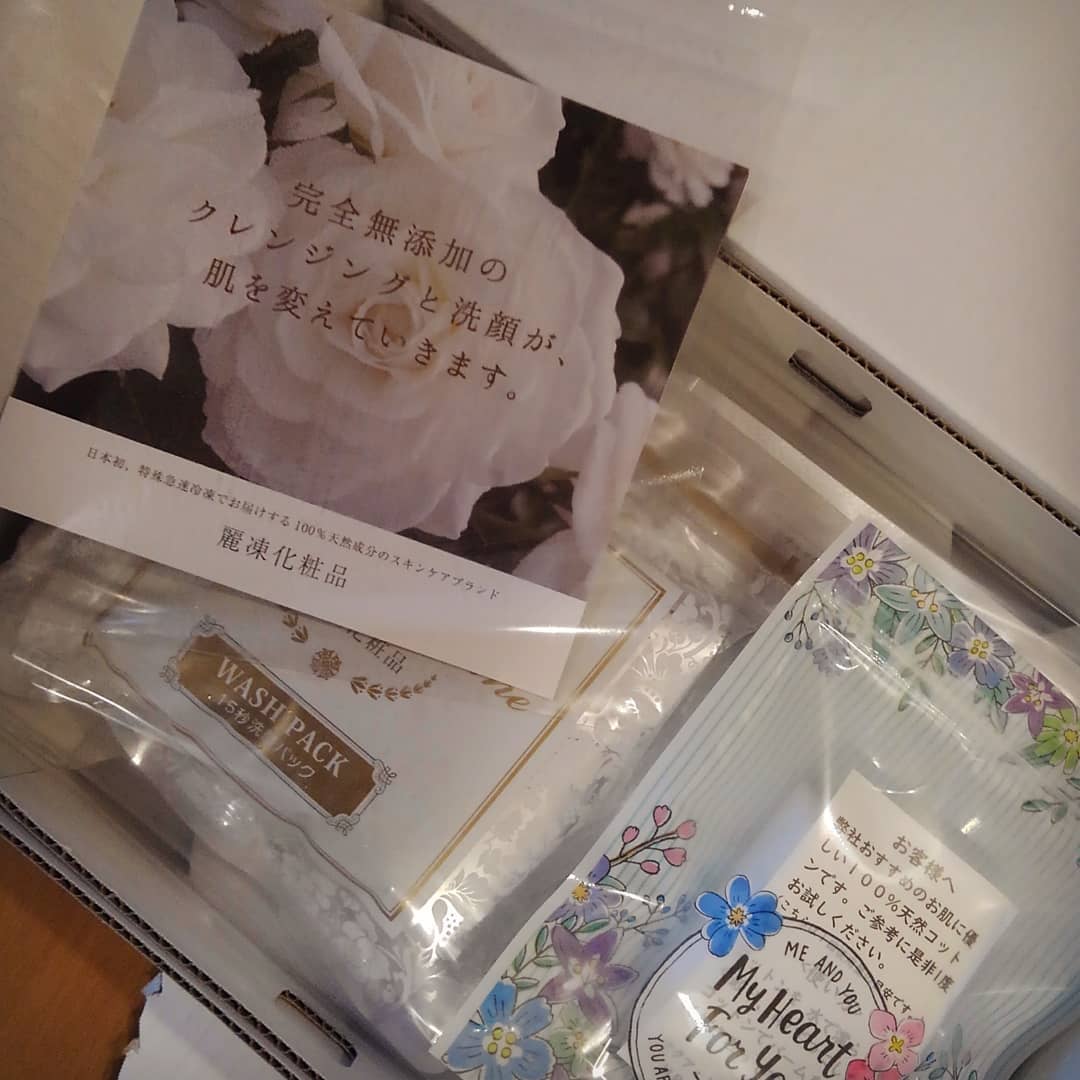 完全無添加の
クレンジングと洗顔が、
肌を変えていきます。
日本初、特殊急速冷凍でお届けする100%天然成分のスキンケアブランド
麗凍化粧品
粧品
ne
WASH PACK
15秒洗
パック
お客様へ
弊社おすすめのお肌に優
しい100%天然コット
ンです。ご参考に是非1度
お試しください。
ME AND YOU
My Heart
For Yo
YOU AR